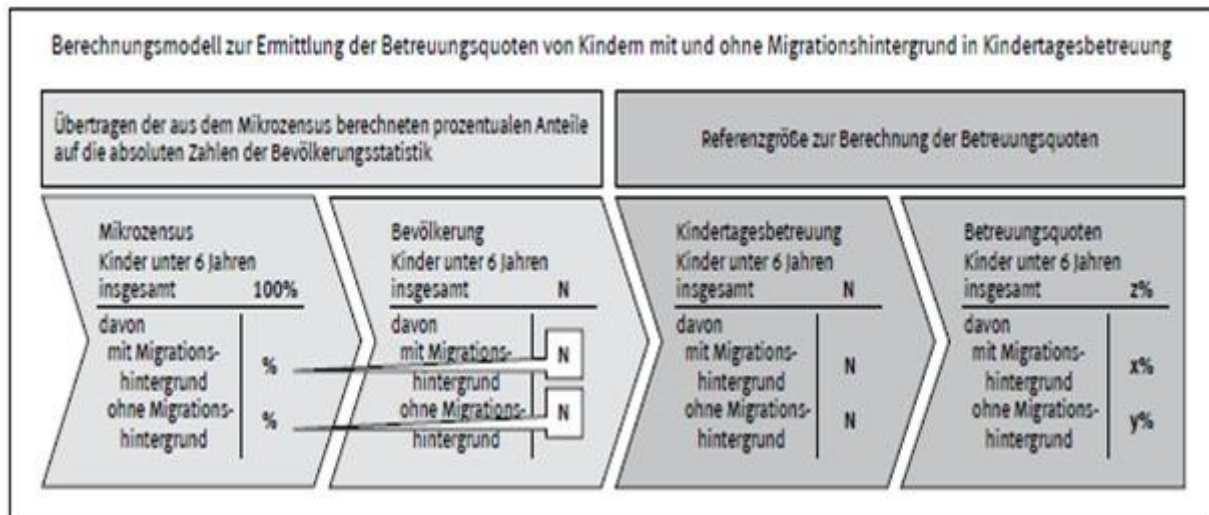 Berechnungsmodell zur Ermittlung der Betreuungsquoten von Kindern mit und ohne Migrationshintergrund in Kindertagesbetreuung
Übertragen der aus dem Mikrozensus berechneten prozentualen Anteile
auf die absoluten Zahlen der Bevölkerungsstatistik
Referenzgröße zur Berechnung der Betreuungsquoten
Mikrozensus
Kinder unter 6 Jahren
insgesamt 100%
davon
mit Migrations-
hintergrund %
ohne Migrations-
hintergrund %
Bevölkerung
Kinder unter 6 Jahren
insgesamt N
davon
mit Migrations-
hintergrund N
ohne Migrations-
hintergrund N
Kindertagesbetreuung
Kinder unter 6 Jahren
insgesamt N
davon
mit Migrations-
hintergrund N
ohne Migrations-
hintergrund N
Betreuungsquoten
Kinder unter 6 Jahren
insgesamt z%
davon
mit Migrations-
hintergrund x%
ohne Migrations-
hintergrund y%